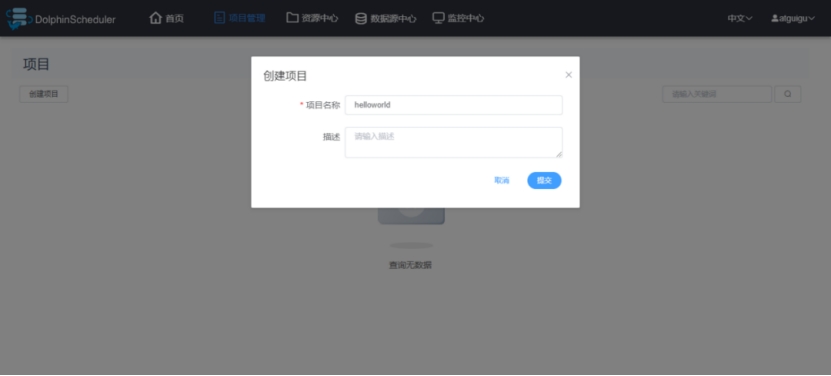 DolphinScheduler 首页 项目管理 资源中心 数据源中心 监控中心 中文 atguigu
项目
创建项目 请输入关键词
创建项目
* 项目名称 helloworld
描述 请输入描述
取消 提交
查询无数据